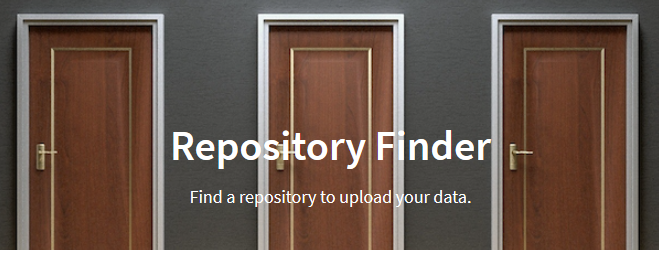 Repository Finder
Find a repository to upload your data.